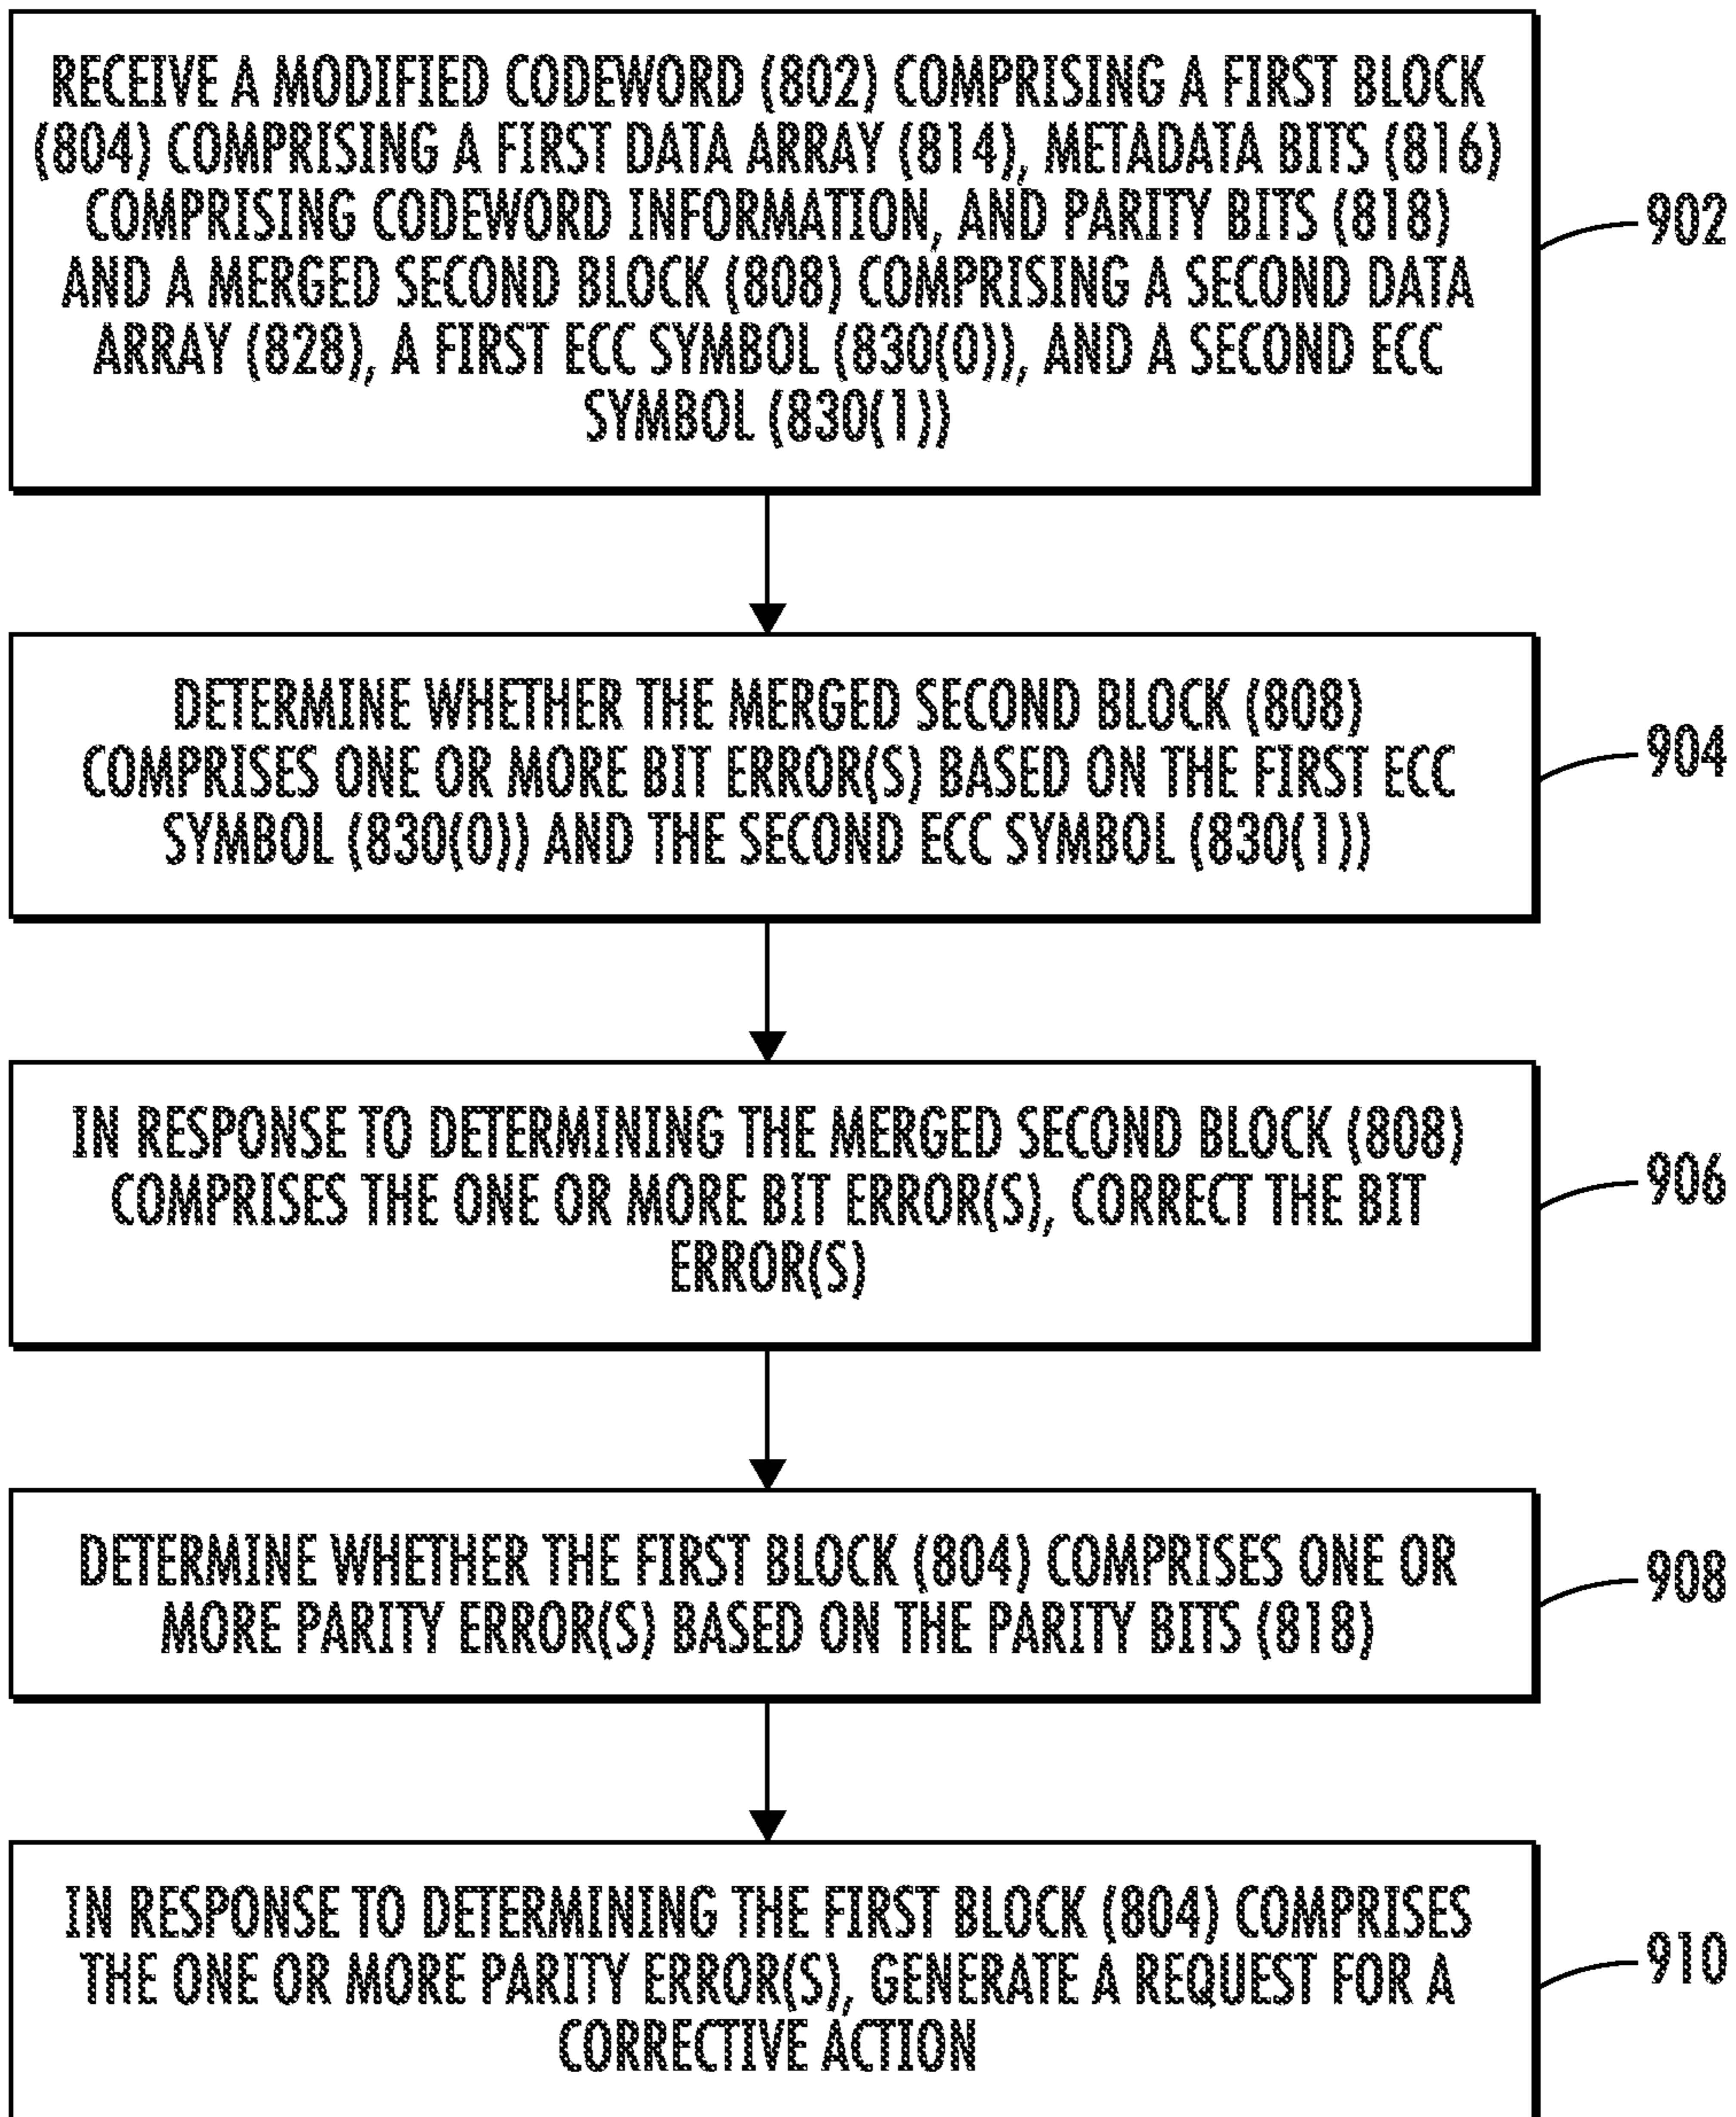 RECEIVE A MODIFIED CODEWORD (802) COMPRISING A FIRST BLOCK
(804) COMPRISING A FIRST DATA ARRAY (814), METADATA BITS (816)
COMPRISING CODEWORD INFORMATION, AND PARITY BITS (818)
AND A MERGED SECOND BLOCK (808) COMPRISING A SECOND DATA
ARRAY (828), A FIRST ECC SYMBOL (830(0)), AND A SECOND ECC
SYMBOL (830(1))
902
DETERMINE WHETHER THE MERGED SECOND BLOCK (808)
COMPRISES ONE OR MORE BIT ERROR(S) BASED ON THE FIRST ECC
SYMBOL (830(0)) AND THE SECOND ECC SYMBOL (830(1))
904
IN RESPONSE TO DETERMINING THE MERGED SECOND BLOCK (808)
COMPRISES THE ONE OR MORE BIT ERROR(S), CORRECT THE BIT
ERROR(S)
906
DETERMINE WHETHER THE FIRST BLOCK (804) COMPRISES ONE OR
MORE PARITY ERROR(S) BASED ON THE PARITY BITS (818)
908
IN RESPONSE TO DETERMINING THE FIRST BLOCK (804) COMPRISES
THE ONE OR MORE PARITY ERROR(S), GENERATE A REQUEST FOR A
CORRECTIVE ACTION
910